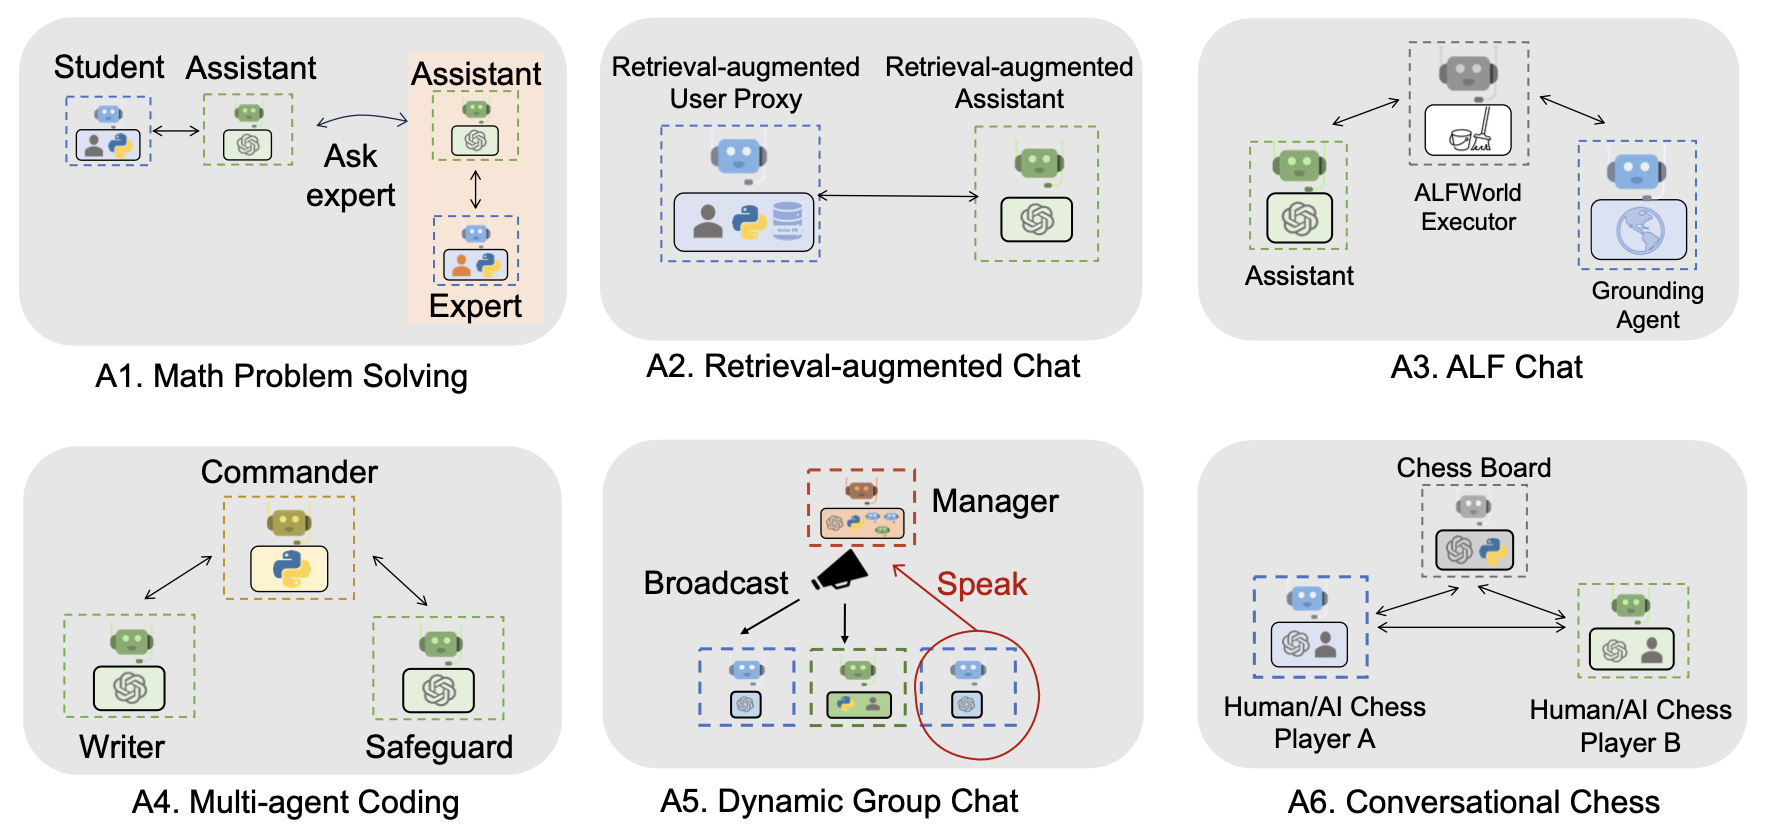 Student
Assistant
Assistant
Ask
expert
Expert
A1. Math Problem Solving
Retrieval-augmented
User Proxy
Retrieval-augmented
Assistant
A2. Retrieval-augmented Chat
ALFWorld
Executor
Assistant
Grounding
Agent
A3. ALF Chat
Commander
Writer
Safeguard
A4. Multi-agent Coding
Manager
Broadcast
Speak
A5. Dynamic Group Chat
Chess Board
Human/AI Chess
Player A
Human/AI Chess
Player B
A6. Conversational Chess